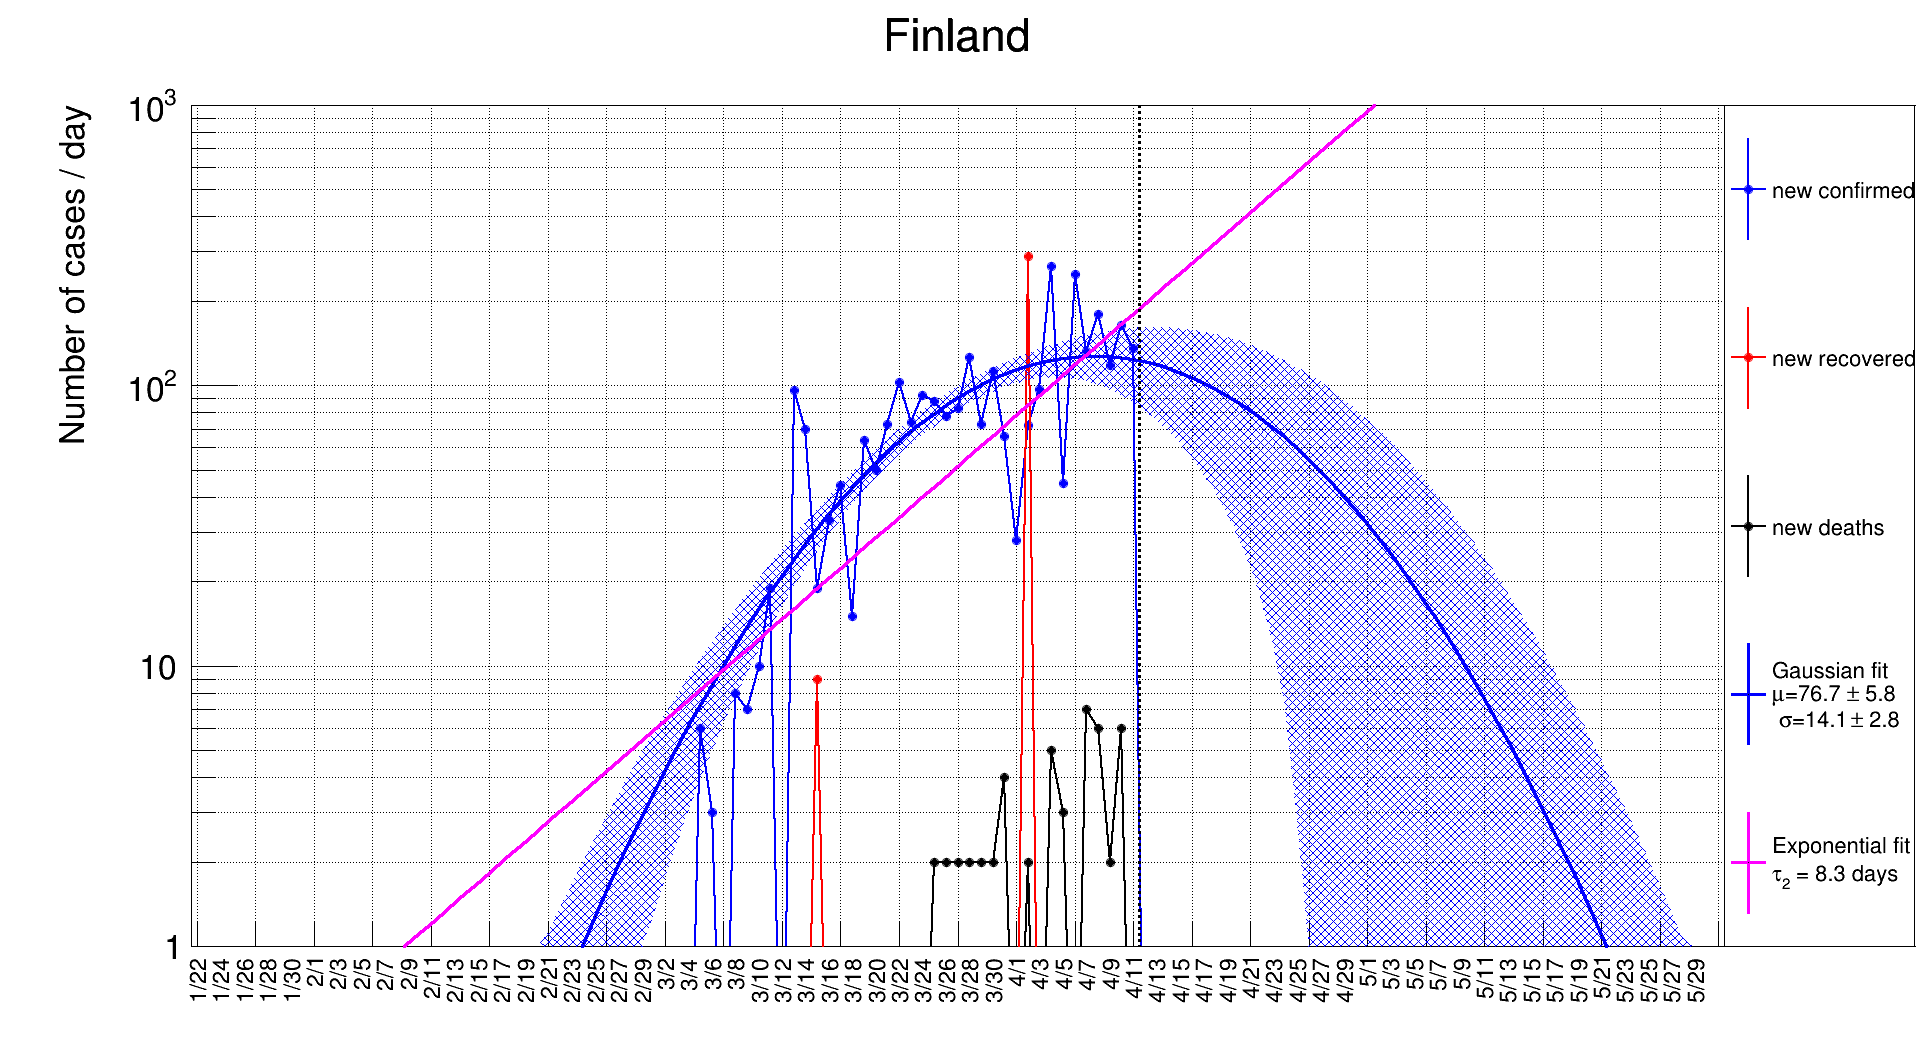 Finland
Number of cases / day
10³
10²
10
1
1/22 1/24 1/26 1/28 1/30 2/1 2/3 2/5 2/7 2/9 2/11 2/13 2/15 2/17 2/19 2/21 2/23 2/25 2/27 2/29 3/2 3/4 3/6 3/8 3/10 3/12 3/14 3/16 3/18 3/20 3/22 3/24 3/26 3/28 3/30 4/1 4/3 4/5 4/7 4/9 4/11 4/13 4/15 4/17 4/19 4/21 4/23 4/25 4/27 4/29 5/1 5/3 5/5 5/7 5/9 5/11 5/13 5/15 5/17 5/19 5/21 5/23 5/25 5/27 5/29
new confirmed
new recovered
new deaths
Gaussian fit
μ=76.7 ± 5.8
σ=14.1 ± 2.8
Exponential fit
τ₂ = 8.3 days